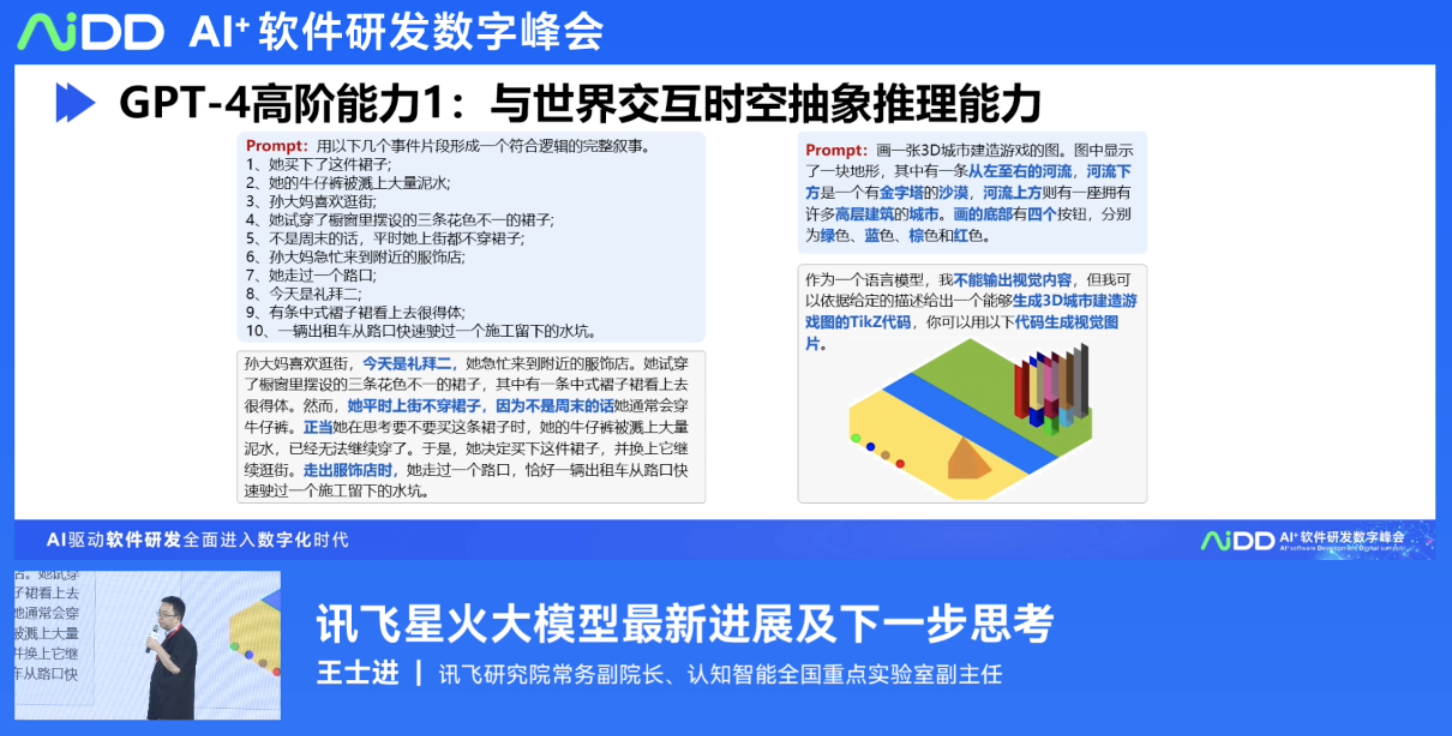 AiDD AI+ 软件研发数字峰会
GPT-4高阶能力1：与世界交互时空抽象推理能力
Prompt：用以下几个事件片段形成一个符合逻辑的完整叙事。
1、她买下了这件裙子;
2、她的牛仔裤被溅上大量泥水;
3、孙大妈喜欢逛街;
4、她试穿了橱窗里摆设的三条花色不一的裙子;
5、不是周末的话，平时她上街都不穿裙子;
6、孙大妈急忙来到附近的服饰店;
7、她走过一个路口;
8、今天是礼拜二;
9、有条中式褶子裙看上去很得体;
10、一辆出租车从路口快速驶过一个施工留下的水坑。
孙大妈喜欢逛街，今天是礼拜二，她急忙来到附近的服饰店。她试穿
了橱窗里摆设的三条花色不一的裙子，其中有一条中式褶子裙看上去
很得体。然而，她平时上街不穿裙子，因为不是周末的话她通常会穿
牛仔裤。正当她在思考要不要买这条裙子时，她的牛仔裤被溅上大量
泥水，已经无法继续穿了。于是，她决定买下这件裙子，并换上它继
续逛街。走出服饰店时，她走过一个路口，恰好一辆出租车从路口快
速驶过一个施工留下的水坑。
Prompt：画一张3D城市建造游戏的图。图中显示
了一块地形，其中有一条从左至右的河流，河流下
方是一个有金字塔的沙漠，河流上方则有一座拥有
许多高层建筑的城市。画的底部有四个按钮，分别
为绿色、蓝色、棕色和红色。
作为一个语言模型，我不能输出视觉内容，但我可
以依据给定的描述给出一个能够生成3D城市建造游
戏图的TikZ代码，你可以用以下代码生成视觉图
片。
AI驱动软件研发全面进入数字化时代
AiDD AI+ 软件研发数字峰会
AI+ software Development Digital summit
子裙看上去
她通常会穿
被溅上大量
并换上它继
车从路口快
讯飞星火大模型最新进展及下一步思考
王士进 | 讯飞研究院常务副院长、认知智能全国重点实验室副主任